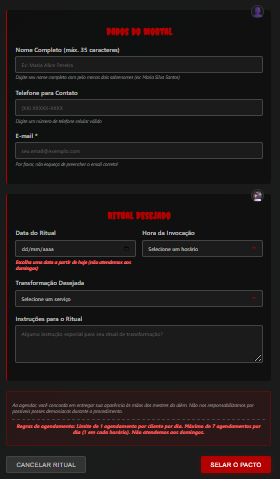 DADOS DO MORTAL
Nome Completo (máx. 35 caracteres)
Ex: Maria Alice Pereira
Digite seu nome completo com pelo menos dois sobrenomes (ex: Maria Silva Santos)
Telefone para Contato
(XX) XXXXX-XXXX
Digite um número de telefone celular válido
E-mail *
seu.email@exemplo.com
Por favor, não esqueça de preencher o email correto!
RITUAL DESEJADO
Data do Ritual
Hora da Invocação
dd/mm/aaaa
Selecione um horário
Escolha uma data a partir de hoje (não atendemos aos
domingos)
Transformação Desejada
Selecione um serviço
Instruções para o Ritual
Alguma instrução especial para seu ritual de transformação?
Ao agendar, você concorda em entregar sua aparência às mãos dos mestres do além. Não nos responsabilizamos por
possíveis posses demoníacas durante o procedimento.
Regras de agendamento: Limite de 1 agendamento por cliente por dia. Máximo de 7 agendamentos por
dia (1 em cada horário). Não atendemos aos domingos.
CANCELAR RITUAL
SELAR O PACTO